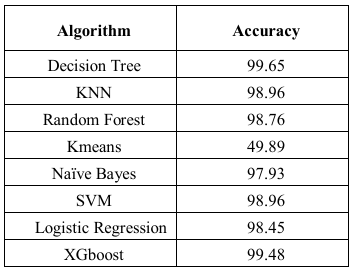 Algorithm Accuracy
Decision Tree 99.65
KNN 98.96
Random Forest 98.76
Kmeans 49.89
Naïve Bayes 97.93
SVM 98.96
Logistic Regression 98.45
XGboost 99.48